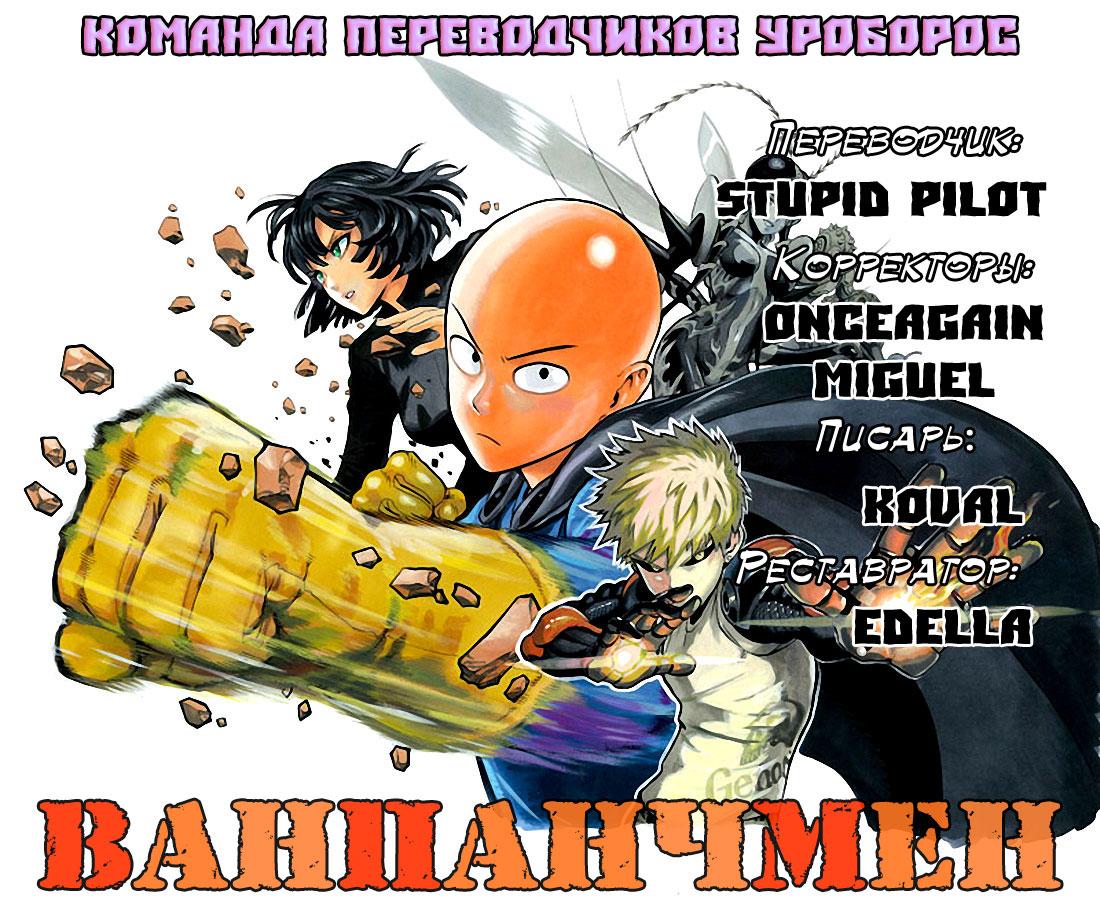 КОМАНДА ПЕРЕВОДЧИКОВ УРОБОРОС
Переводчик:
STUPID PILOT
Корректоры:
ONCEAGAIN
MIGUEL
Писарь:
KOVAL
Реставратор:
EDELLA
ВАНПАНЧМЕН